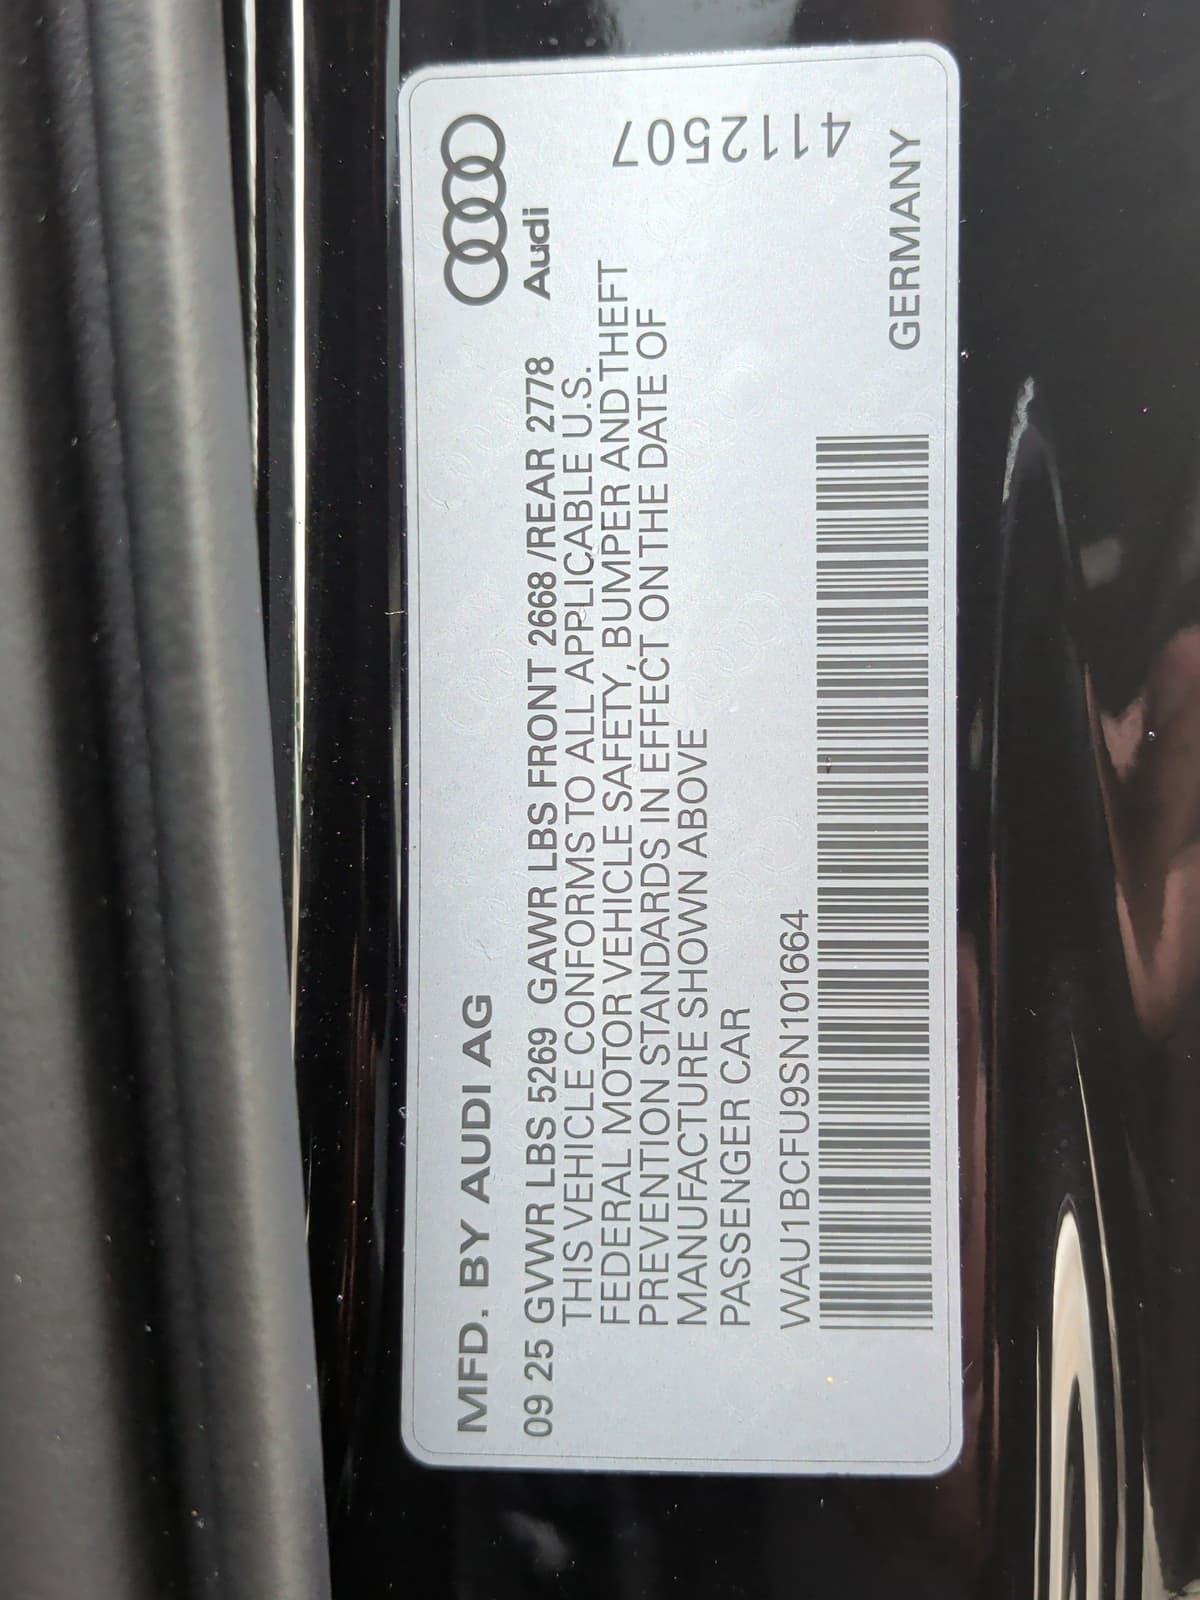 MFD. BY AUDI AG
Audi
09 25 GVWR LBS 5269 GAWR LBS FRONT 2668 /REAR 2778
THIS VEHICLE CONFORMS TO ALL APPLICABLE U.S.
FEDERAL MOTOR VEHICLE SAFETY, BUMPER AND THEFT
PREVENTION STANDARDS IN EFFECT ON THE DATE OF
MANUFACTURE SHOWN ABOVE
PASSENGER CAR
4112507
WAU1BCFU9SN101664
GERMANY